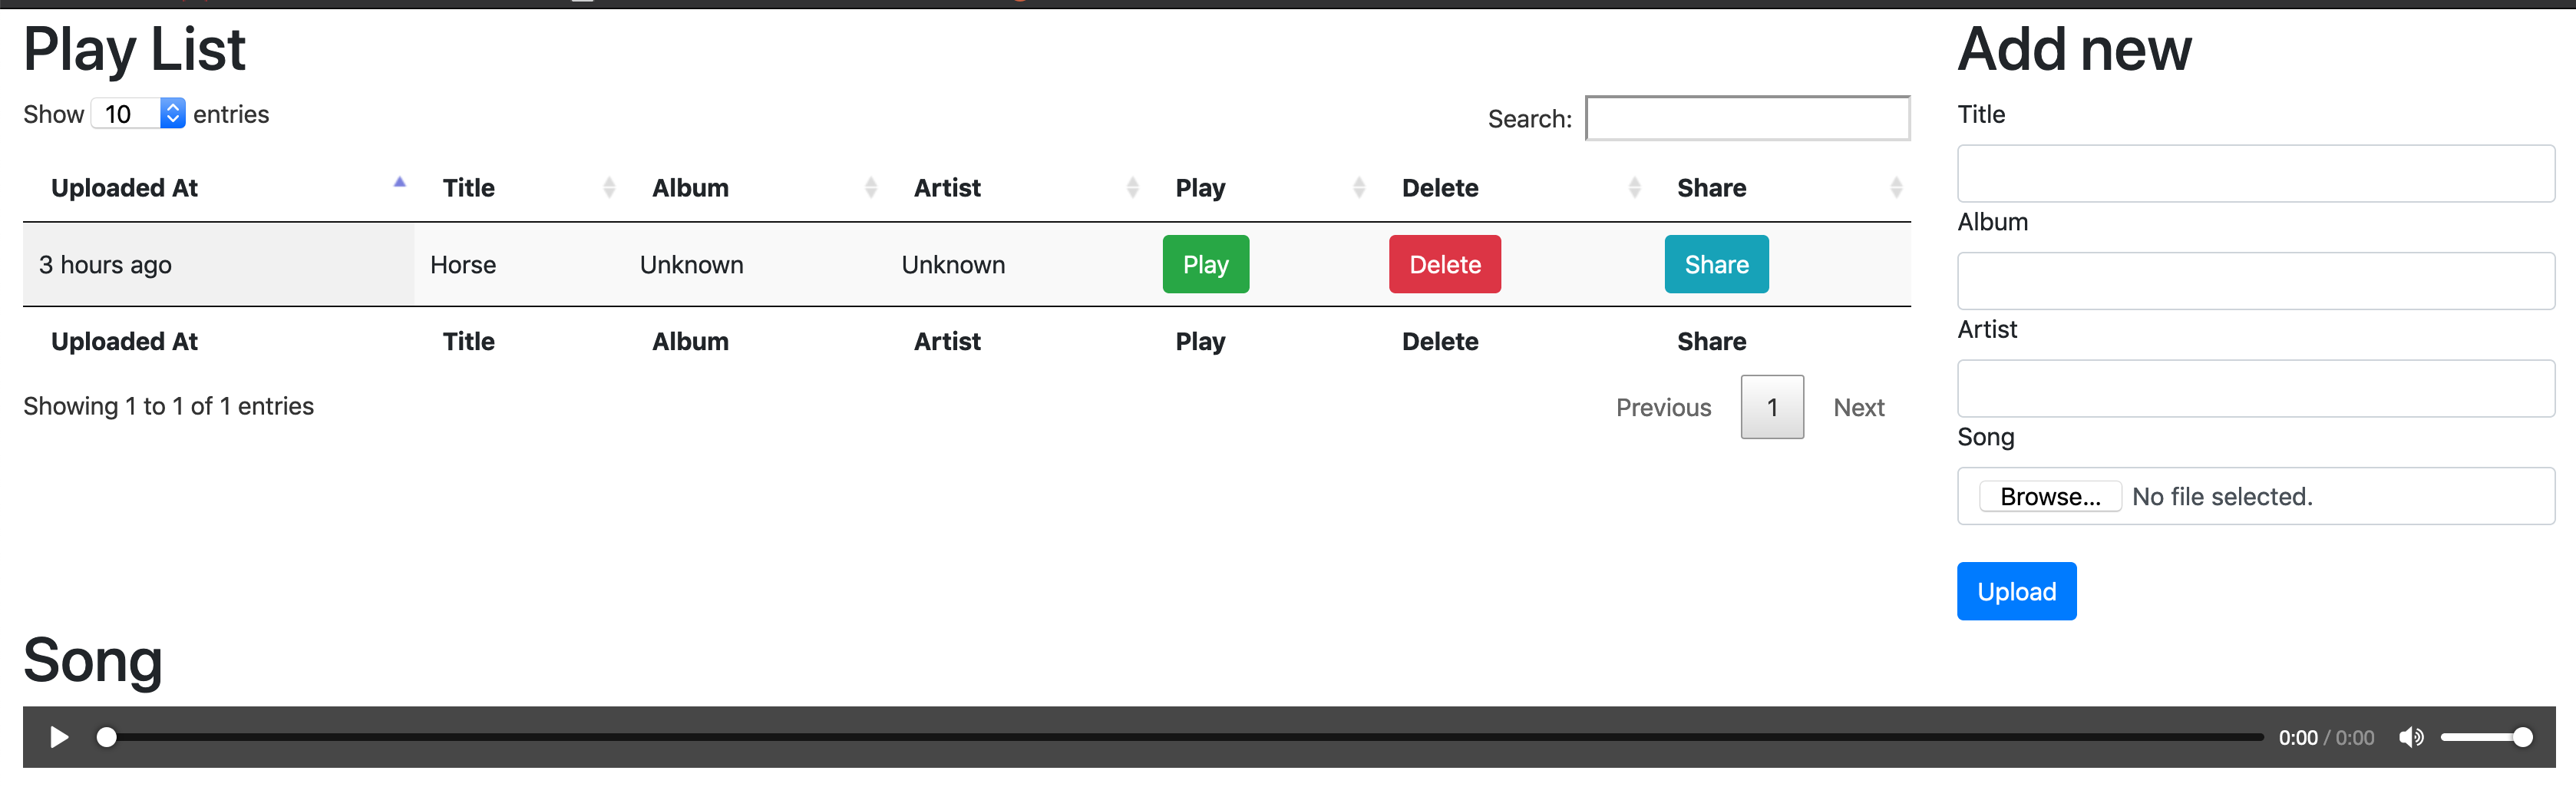 Play List
Show 10 entries
Search:
Uploaded At Title Album Artist Play Delete Share
3 hours ago Horse Unknown Unknown Play Delete Share
Uploaded At Title Album Artist Play Delete Share
Showing 1 to 1 of 1 entries
Previous 1 Next
Add new
Title
Album
Artist
Song
Browse... No file selected.
Upload
Song
0:00 / 0:00